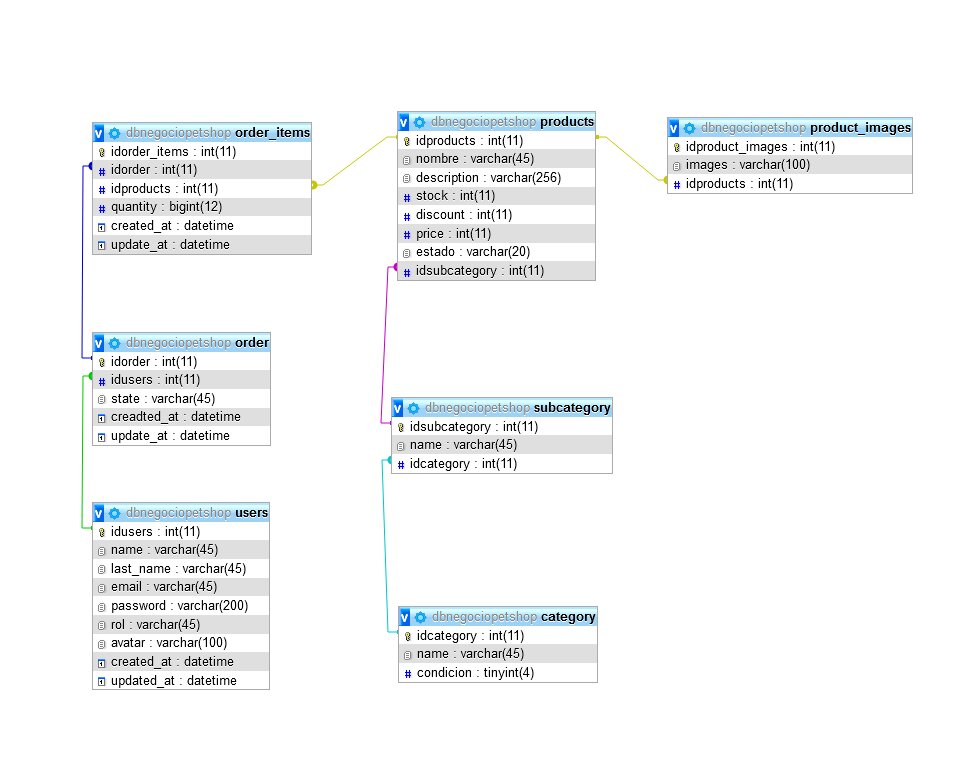 v dbnegociopetshop order_items
idorder_items : int(11)
# idorder : int(11)
# idproducts : int(11)
# quantity : bigint(12)
created_at : datetime
update_at : datetime
v dbnegociopetshop products
idproducts : int(11)
nombre : varchar(45)
description : varchar(256)
# stock : int(11)
# discount : int(11)
# price : int(11)
estado : varchar(20)
# idsubcategory : int(11)
v dbnegociopetshop product_images
idproduct_images : int(11)
images : varchar(100)
# idproducts : int(11)
v dbnegociopetshop order
idorder : int(11)
# idusers : int(11)
state : varchar(45)
creadted_at : datetime
update_at : datetime
v dbnegociopetshop subcategory
idsubcategory : int(11)
name : varchar(45)
# idcategory : int(11)
v dbnegociopetshop users
idusers : int(11)
name : varchar(45)
last_name : varchar(45)
email : varchar(45)
password : varchar(200)
rol : varchar(45)
avatar : varchar(100)
created_at : datetime
updated_at : datetime
v dbnegociopetshop category
idcategory : int(11)
name : varchar(45)
# condicion : tinyint(4)